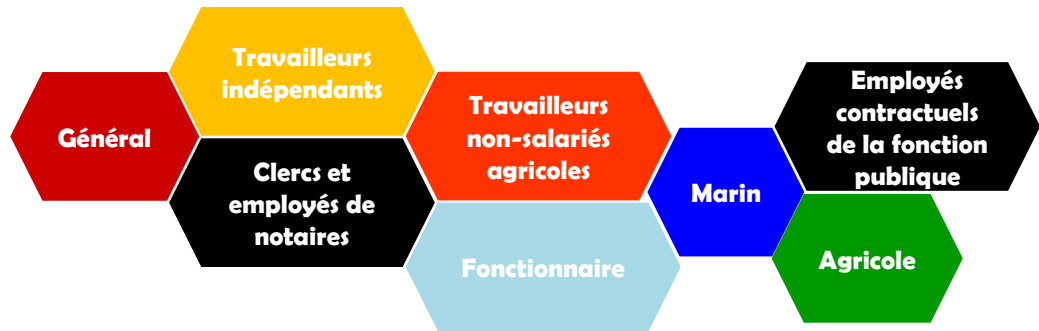 Général
Travailleurs
indépendants
Clercs et
employés de
notaires
Travailleurs
non-salariés
agricoles
Fonctionnaire
Marin
Employés
contractuels
de la fonction
publique
Agricole